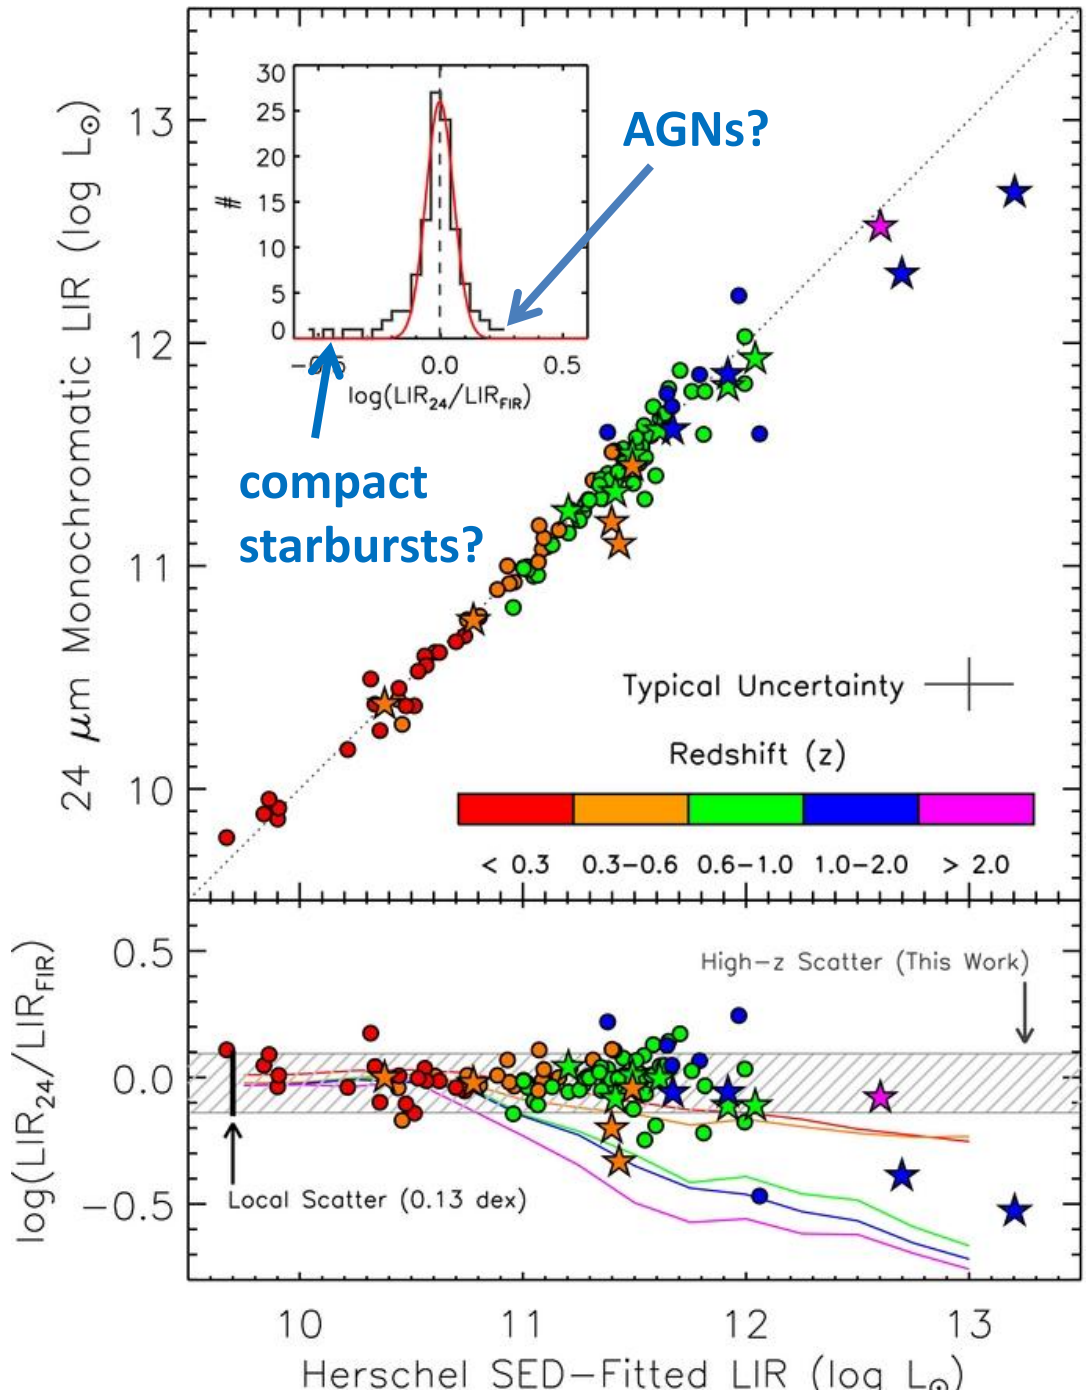 13
12
11
10
24 μm Monochromatic LIR (log L⊙)
30
25
20
15
10
5
0
#
0.0
0.5
log(LIR24/LIRFIR)
AGNs?
compact
starbursts?
Typical Uncertainty
Redshift (z)
< 0.3 0.3−0.6 0.6−1.0 1.0−2.0 > 2.0
0.5
0.0
−0.5
log(LIR24/LIRFIR)
High−z Scatter (This Work)
Local Scatter (0.13 dex)
10 11 12 13
Herschel SED−Fitted LIR (log L⊙)